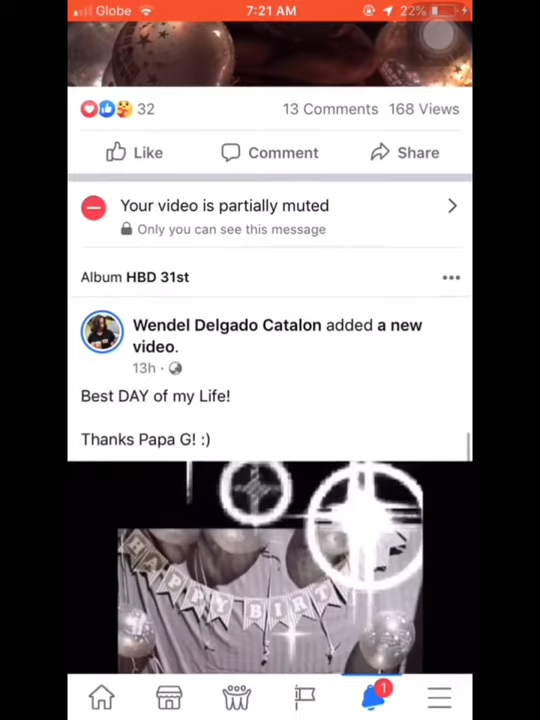 Globe 7:21 AM 22%
32 13 Comments 168 Views
Like Comment Share
Your video is partially muted
Only you can see this message
Album HBD 31st
Wendel Delgado Catalon added a new
video.
13h ·
Best DAY of my Life!
Thanks Papa G! :)
HAPPY BIRT
1